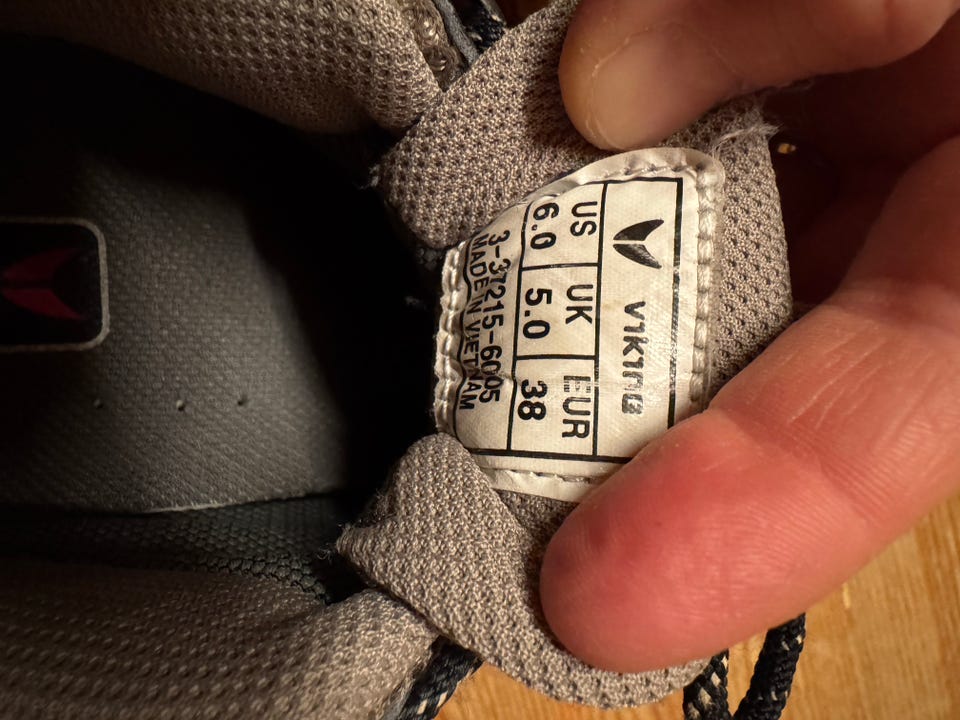 VIKING
US UK EUR
6.0 5.0 38
3-37215-6005
MADE IN VIETNAM